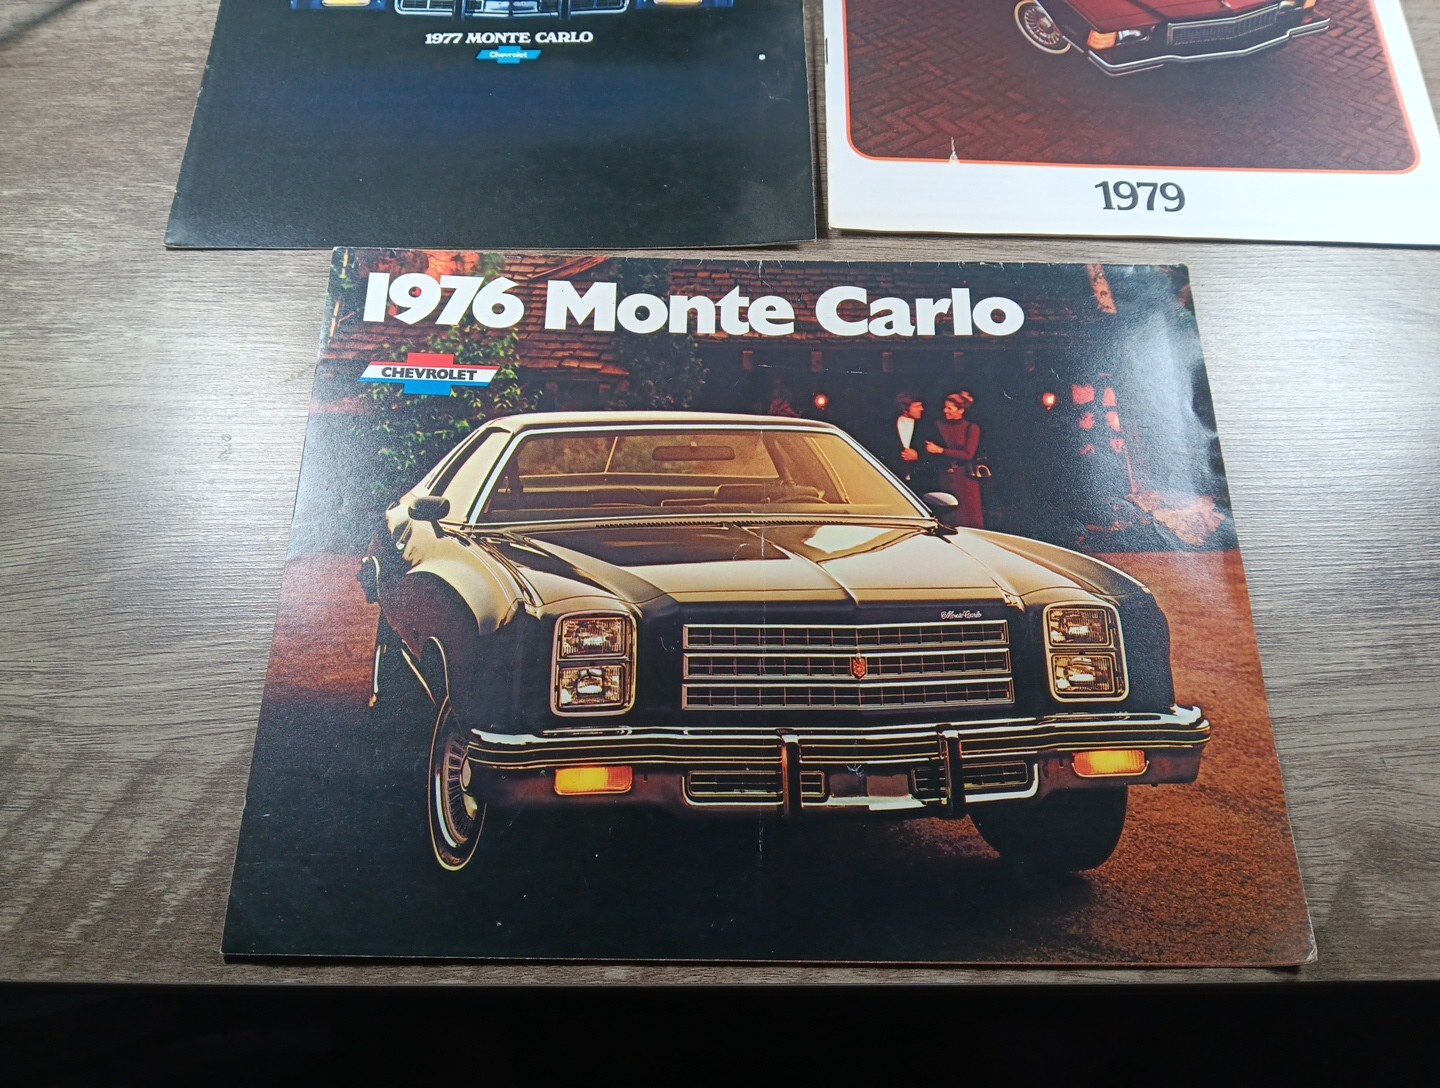 1977 MONTE CARLO
Chevrolet
1979
1976 Monte Carlo
CHEVROLET
Monte Carlo